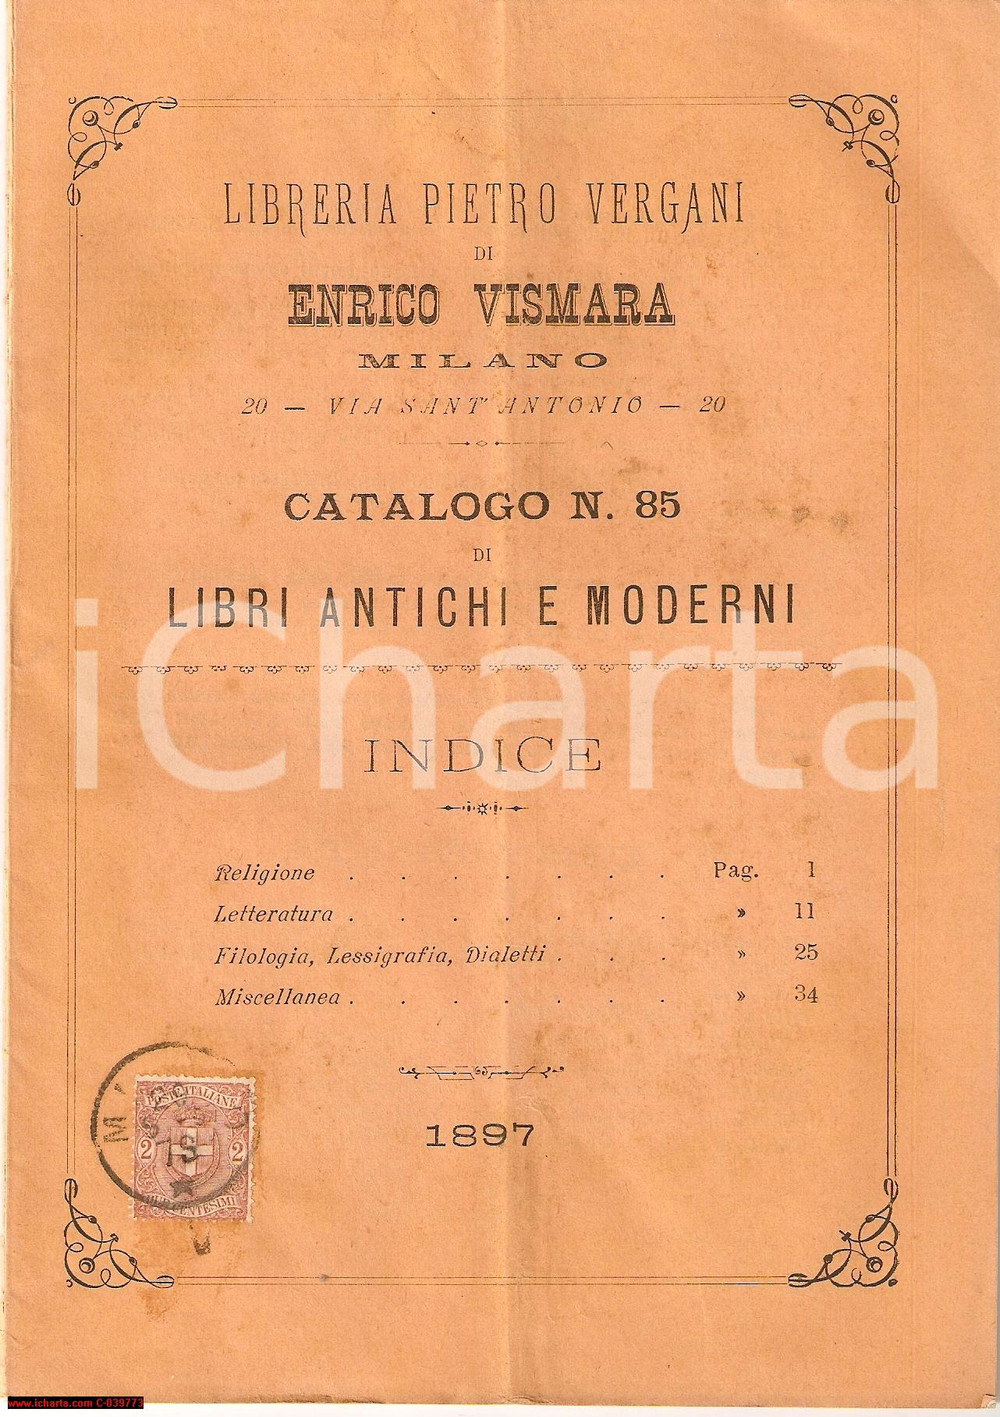 LIBRERIA PIETRO VERGANI
DI
ENRICO VISMARA
MILANO
20 — VIA SANT'ANTONIO — 20
CATALOGO N. 85
DI
LIBRI ANTICHI E MODERNI
iCharta
INDICE
Religione . . . . . . . Pag. 1
Letteratura . . . . . . . » 11
Filologia, Lessigrafia, Dialetti . . . » 25
Miscellanea . . . . . . . » 34
1897
POSTE ITALIANE
2 2
DUE CENTESIMI
www.icharta.com C-039773